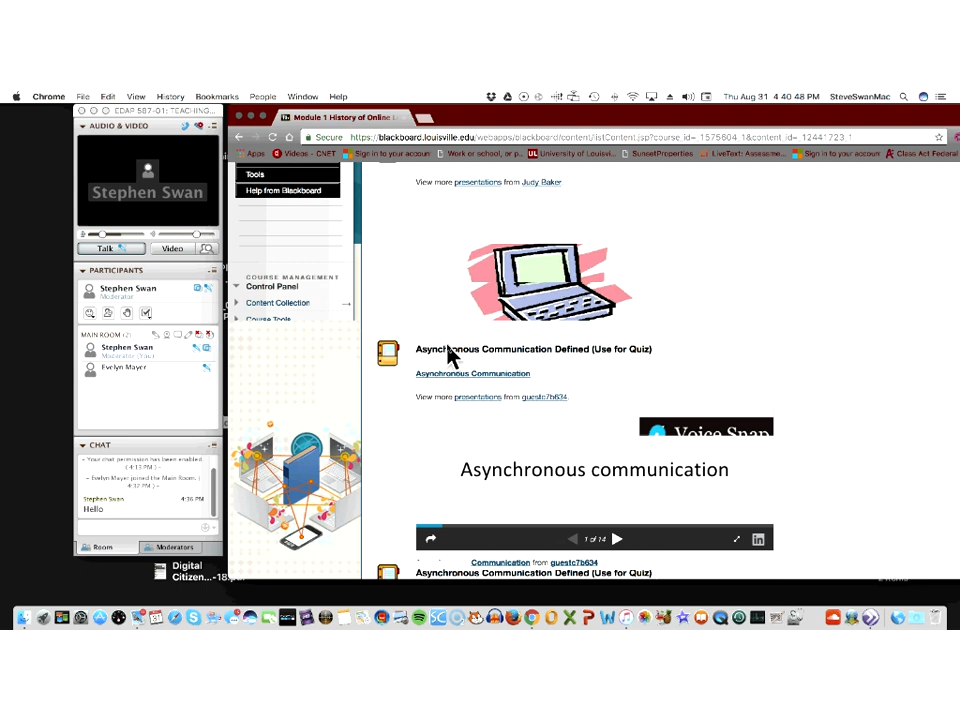 Chrome File Edit View History Bookmarks People Window Help Thu Aug 31 4:40:48 PM SteveSwanMac
EDAP 587-01: TEACHING...
AUDIO & VIDEO
Stephen Swan
Talk Video
PARTICIPANTS
Stephen Swan
Moderator
MAIN ROOM (2)
Stephen Swan
Moderator (You)
Evelyn Mayer
CHAT
- Your chat permission has been enabled.
( 4:13 PM ) -
- Evelyn Mayer joined the Main Room. (
4:37 PM ) -
Stephen Swan 4:36 PM
Hello
Room Moderators
Digital
Citizen...-18.
Module 1 History of Online
Secure https://blackboard.louisville.edu/webapps/blackboard/content/listContent.jsp?course_id=_1575604_1&content_id=_12441723_1
Apps Videos - CNET Sign in to your accoun Work or school, or p... University of Louisvi... SunsetProperties LiveText: Assessme... Sign in to your accoun Class Act Federal
Tools
Help from Blackboard
COURSE MANAGEMENT
Control Panel
Content Collection
Course Tools
View more presentations from Judy Baker
Asynchronous Communication Defined (Use for Quiz)
Asynchronous Communication
View more presentations from guestc7b634.
Voice Snap
Asynchronous communication
1 of 14
Communication from guestc7b634
Asynchronous Communication Defined (Use for Quiz)